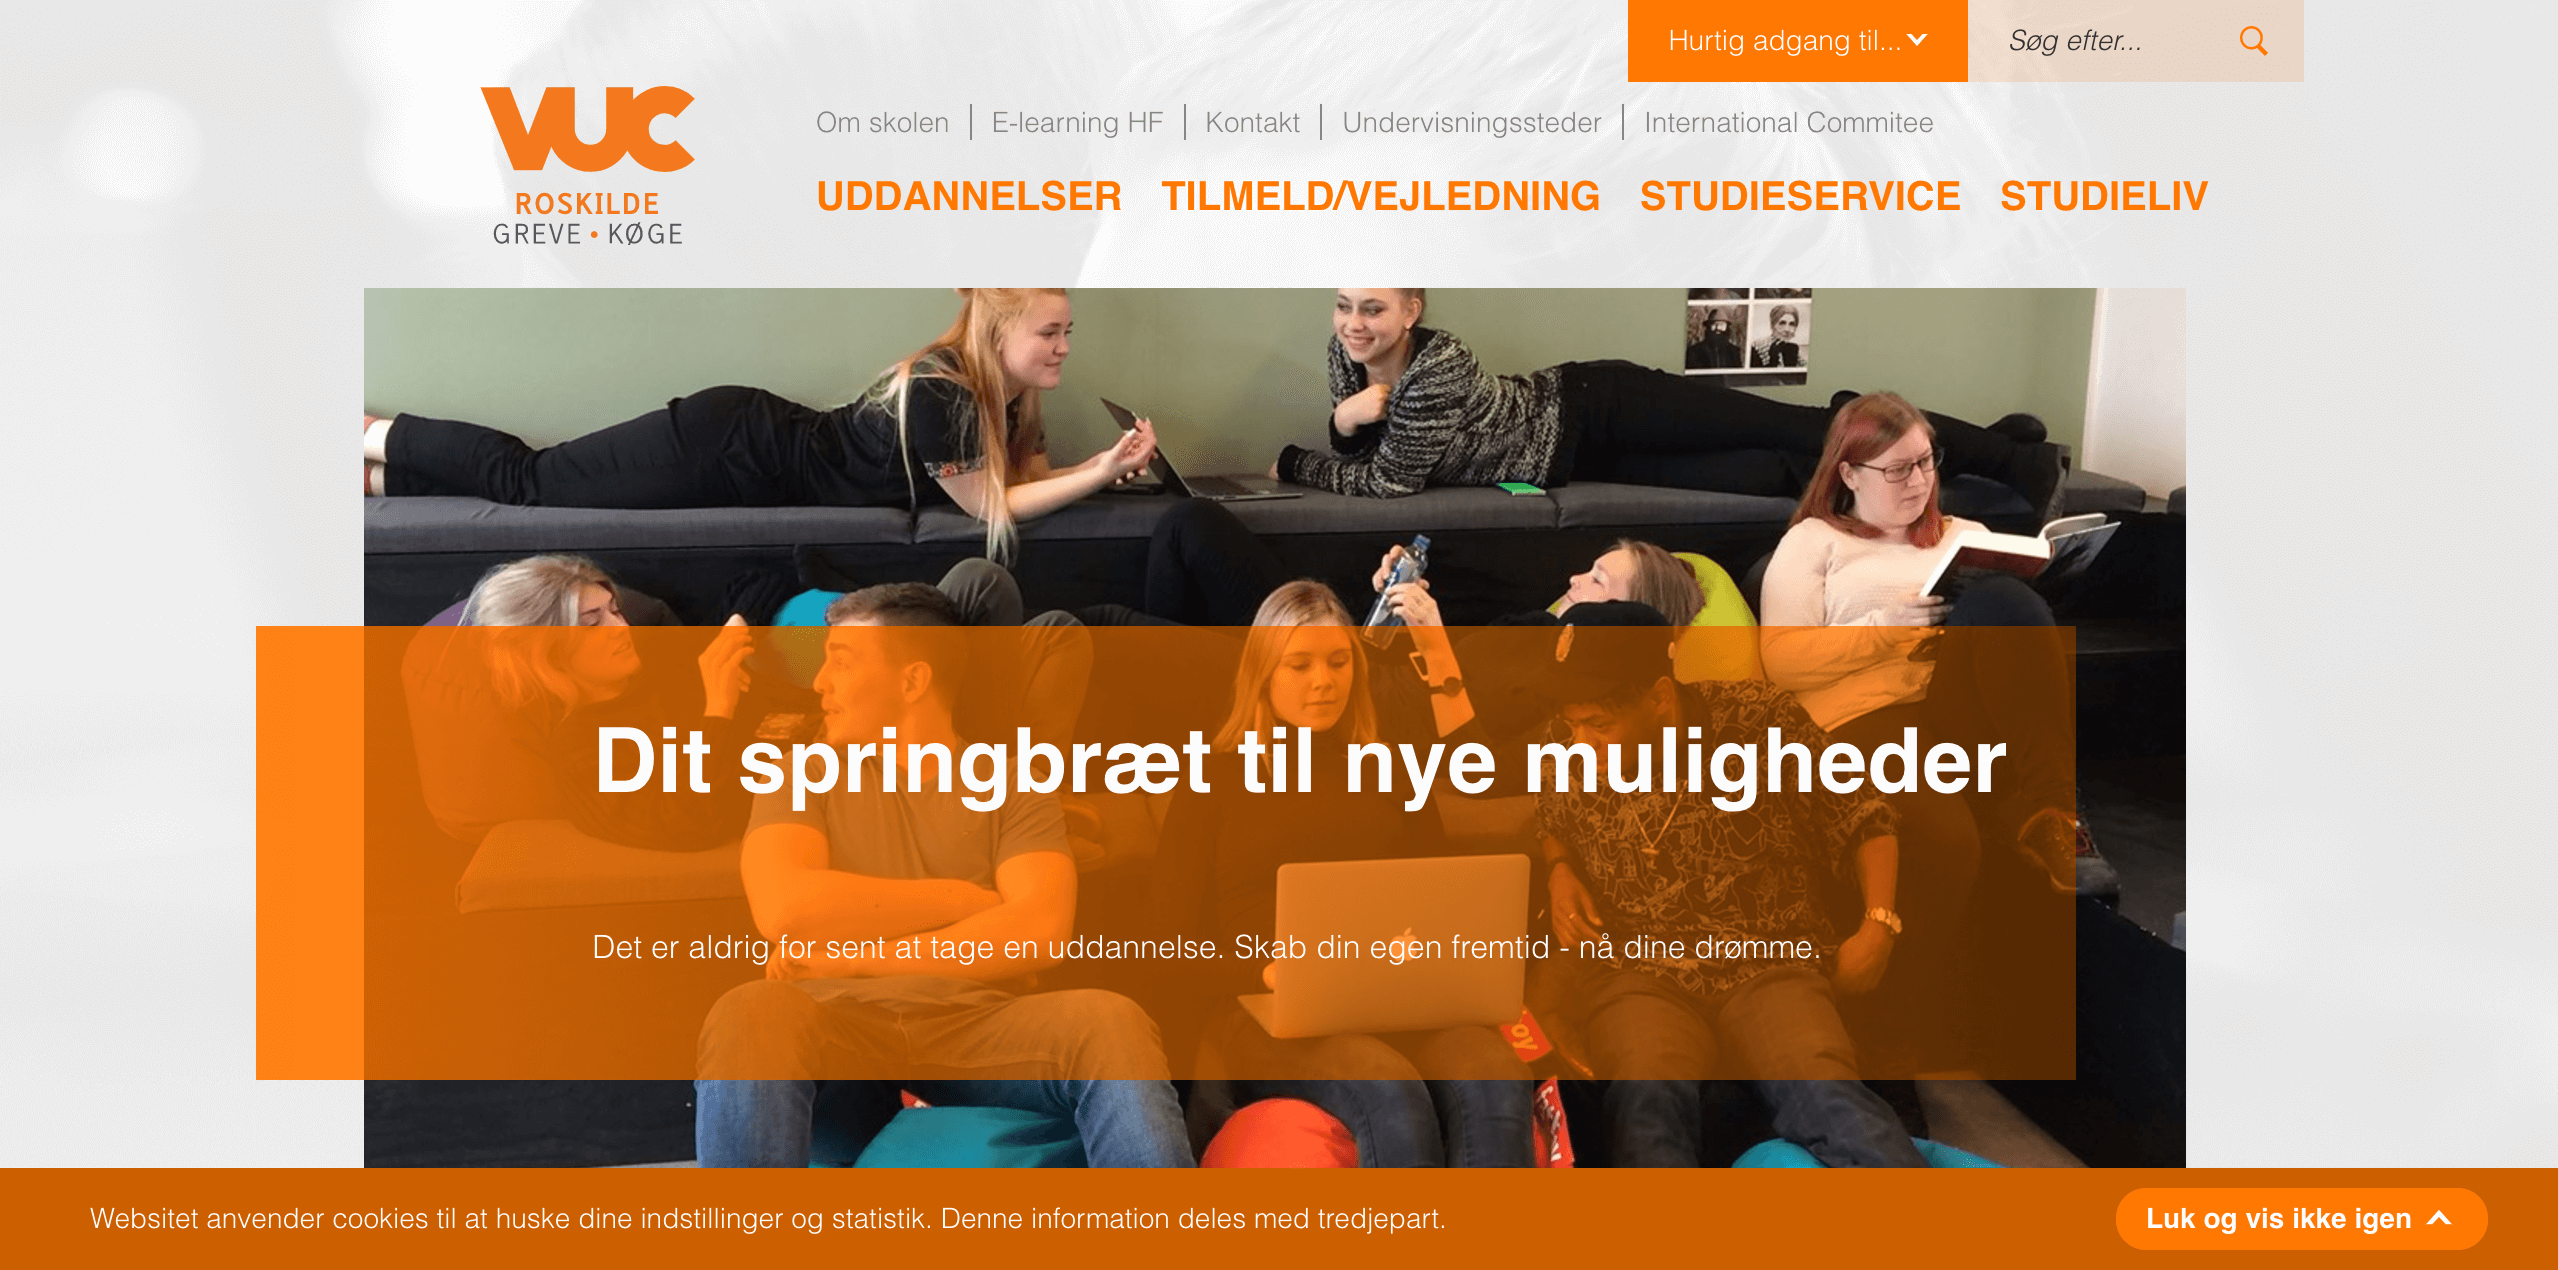 Hurtig adgang til...
Søg efter...
VUC
ROSKILDE
GREVE • KØGE
Om skolen
E-learning HF
Kontakt
Undervisningssteder
International Commitee
UDDANNELSER
TILMELD/VEJLEDNING
STUDIESERVICE
STUDIELIV
Dit springbræt til nye muligheder
Det er aldrig for sent at tage en uddannelse. Skab din egen fremtid - nå dine drømme.
Websitet anvender cookies til at huske dine indstillinger og statistik. Denne information deles med tredjepart.
Luk og vis ikke igen